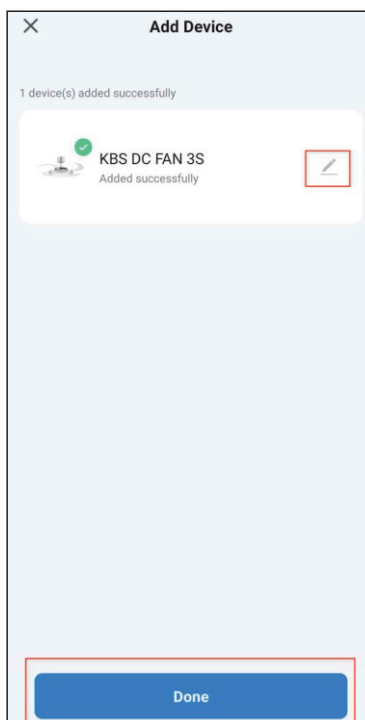 Add Device
1 device(s) added successfully
KBS DC FAN 3S
Added successfully
Done